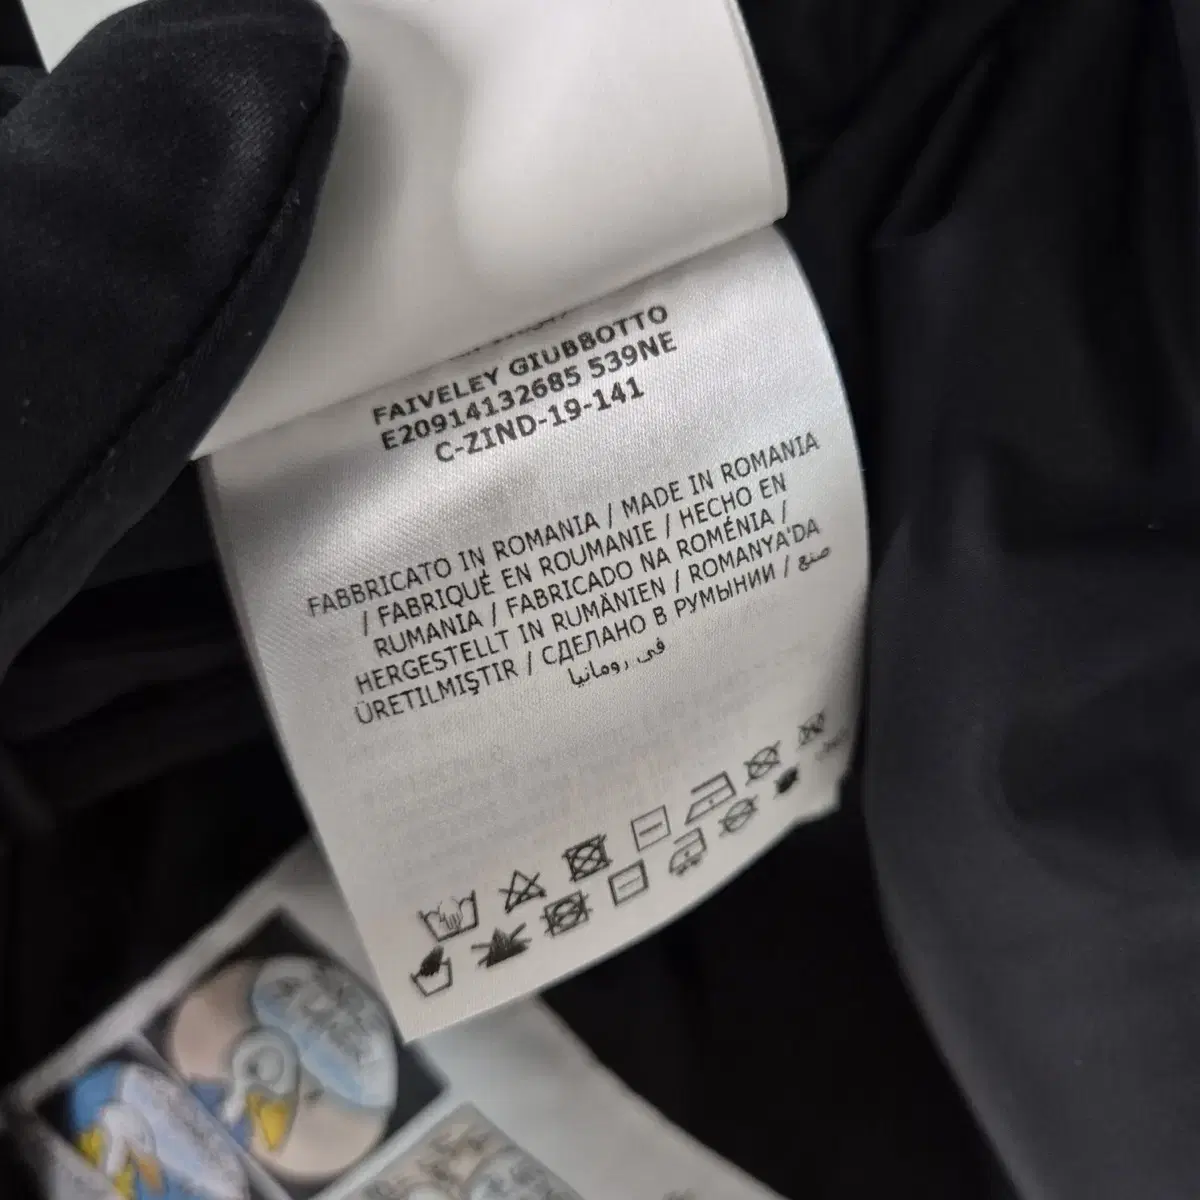 FAIVELEY GIUBBOTTO
E20914132685 539NE
C-ZIND-19-141
FABBRICATO IN ROMANIA / MADE IN ROMANIA
/ FABRIQUÉ EN ROUMANIE / HECHO EN
RUMANIA / FABRICADO NA ROMÉNIA /
HERGESTELLT IN RUMÄNIEN / ROMANYA'DA
ÜRETILMIŞTIR / СДЕЛАНО В РУМЫНИИ / صنع
في رومانيا